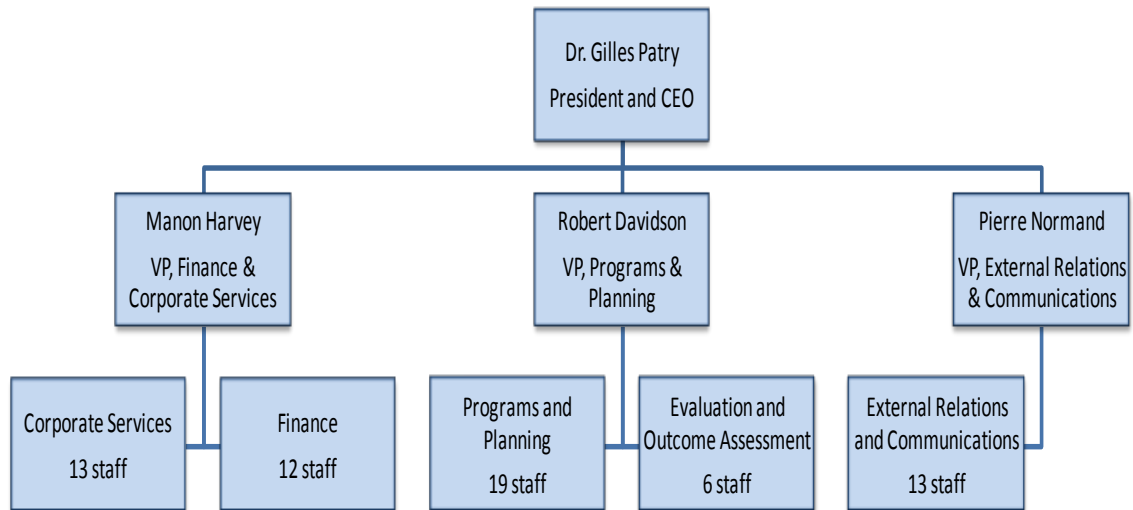 Dr. Gilles Patry
President and CEO
Manon Harvey
VP, Finance &
Corporate Services
Robert Davidson
VP, Programs &
Planning
Pierre Normand
VP, External Relations
& Communications
Corporate Services
13 staff
Finance
12 staff
Programs and
Planning
19 staff
Evaluation and
Outcome Assessment
6 staff
External Relations
and Communications
13 staff